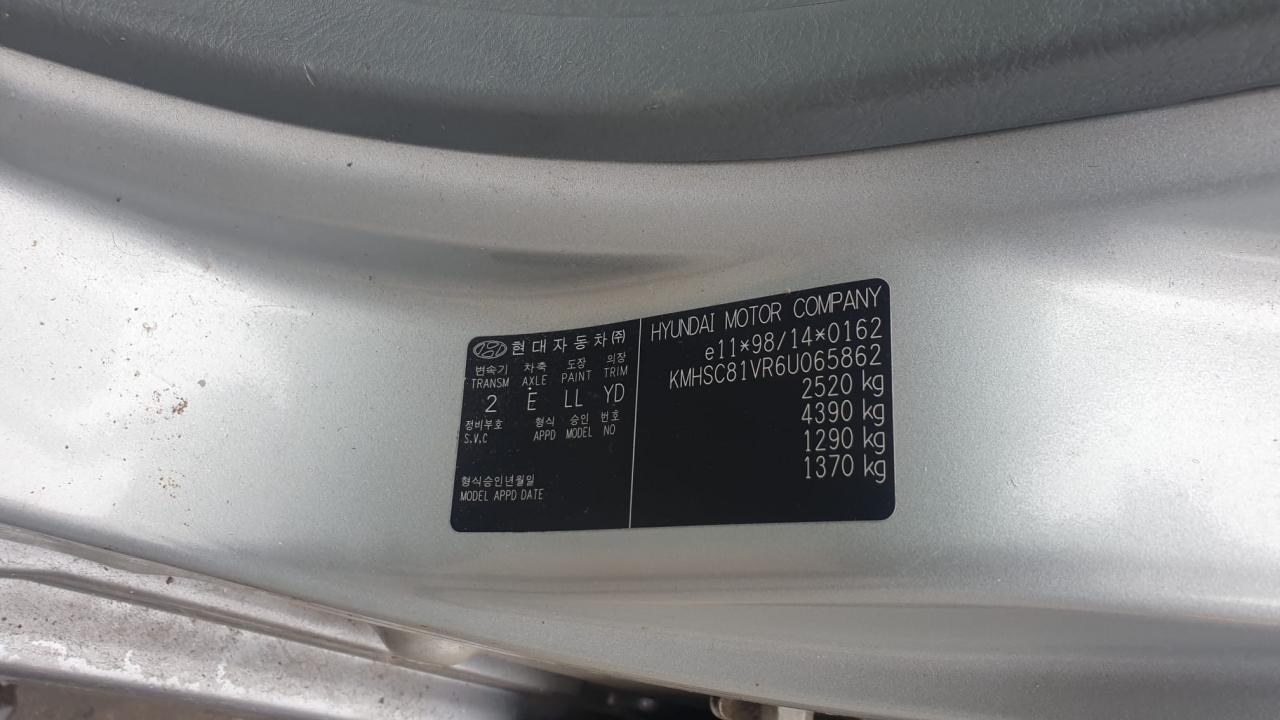 현대자동차㈜
변속기 차축 도장 의장
TRANSM AXLE PAINT TRIM
2 E LL YD
정비부호 형식 승인 번호
S.V.C APPD MODEL NO
형식승인년월일
MODEL APPD DATE
HYUNDAI MOTOR COMPANY
e11*98/14*0162
KMHSC81VR6U065862
2520 kg
4390 kg
1290 kg
1370 kg